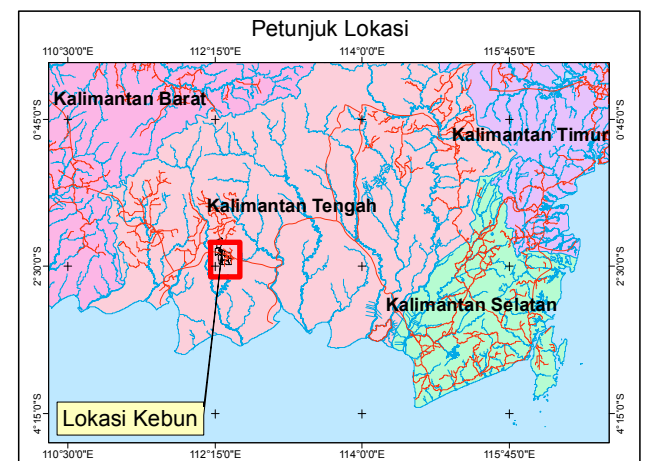 Petunjuk Lokasi
110°30'0"E 112°15'0"E 114°0'0"E 115°45'0"E
Kalimantan Barat
0°45'0"S
0°45'0"S
Kalimantan Timur
Kalimantan Tengah
2°30'0"S
2°30'0"S
Kalimantan Selatan
Lokasi Kebun
4°15'0"S
4°15'0"S
110°30'0"E 112°15'0"E 114°0'0"E 115°45'0"E